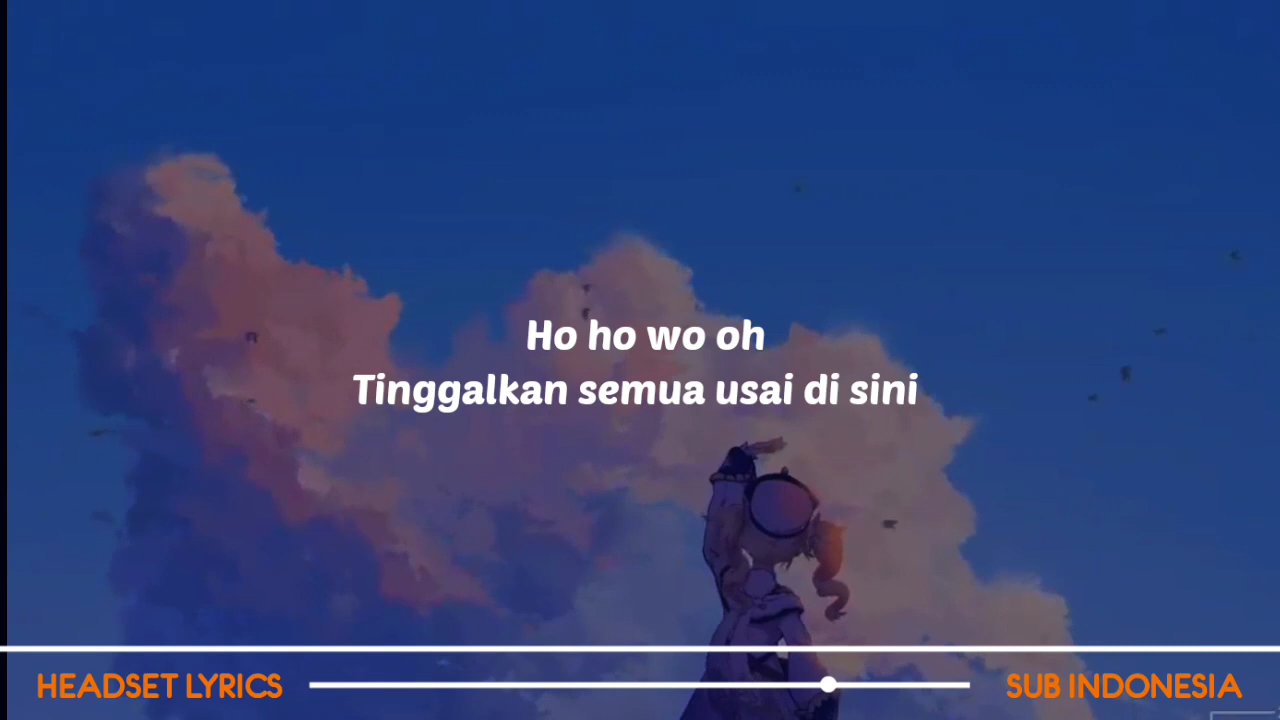 Ho ho wo oh
Tinggalkan semua usai di sini
HEADSET LYRICS
SUB INDONESIA